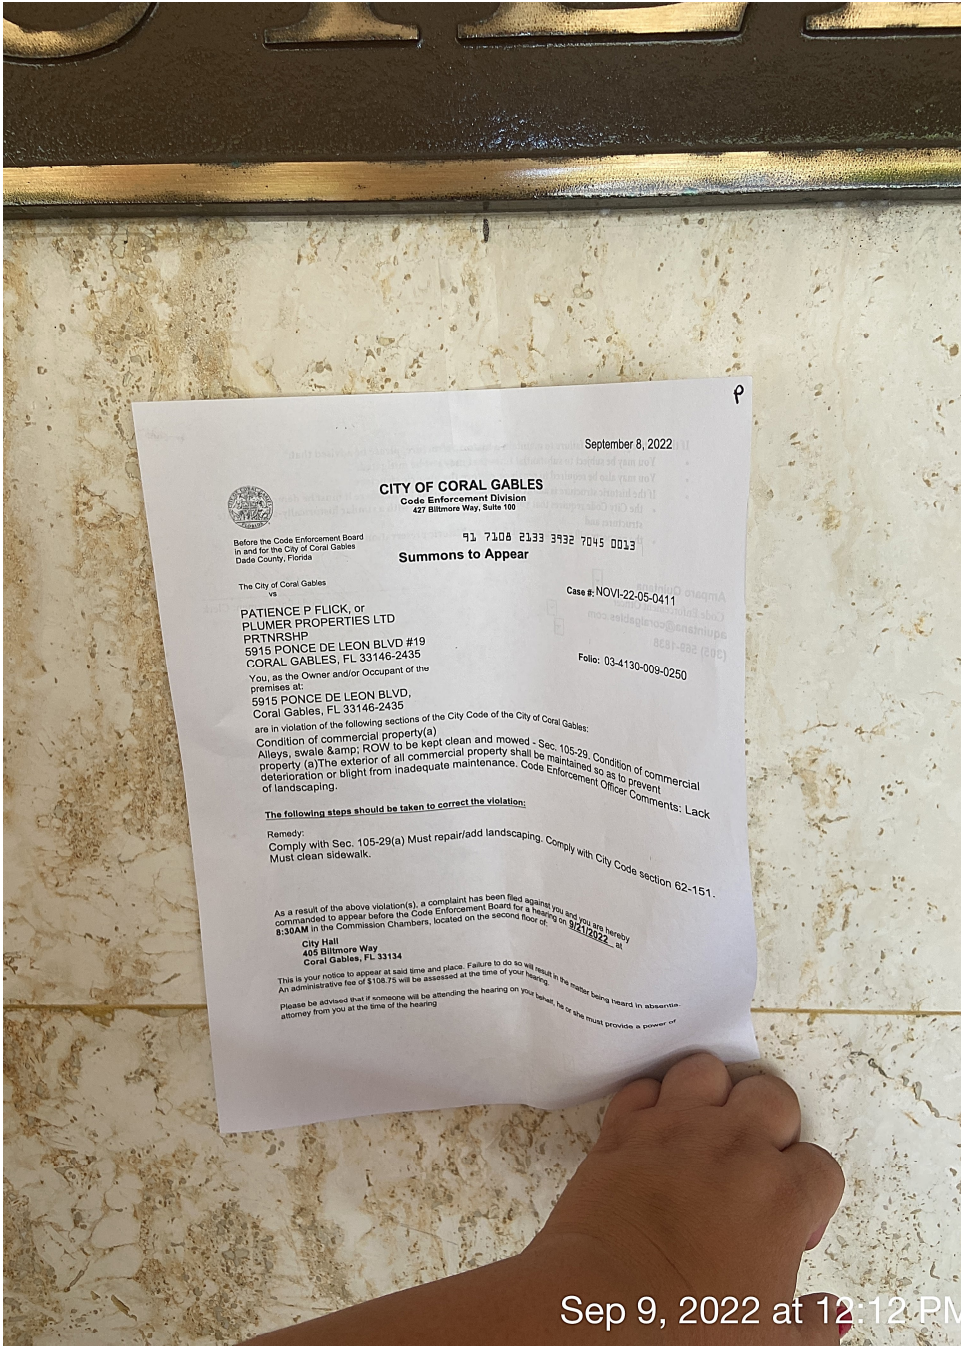 P
September 8, 2022
CITY OF CORAL GABLES
Code Enforcement Division
427 Biltmore Way, Suite 100
Before the Code Enforcement Board
in and for the City of Coral Gables
Dade County, Florida
91 7108 2133 3932 7045 0013
Summons to Appear
The City of Coral Gables
vs
Case #: NOVI-22-05-0411
PATIENCE P FLICK, or
PLUMER PROPERTIES LTD
PRTNRSHP
5915 PONCE DE LEON BLVD #19
CORAL GABLES, FL 33146-2435
Folio: 03-4130-009-0250
You, as the Owner and/or Occupant of the
premises at:
5915 PONCE DE LEON BLVD,
Coral Gables, FL 33146-2435
are in violation of the following sections of the City Code of the City of Coral Gables:
Condition of commercial property(a)
Alleys, swale &amp; ROW to be kept clean and mowed - Sec. 105-29. Condition of commercial
property (a)The exterior of all commercial property shall be maintained so as to prevent
deterioration or blight from inadequate maintenance. Code Enforcement Officer Comments: Lack
of landscaping.
The following steps should be taken to correct the violation:
Remedy:
Comply with Sec. 105-29(a) Must repair/add landscaping. Comply with City Code section 62-151.
Must clean sidewalk.
As a result of the above violation(s), a complaint has been filed against you and you are hereby
commanded to appear before the Code Enforcement Board for a hearing on 9/21/2022 at
8:30AM in the Commission Chambers, located on the second floor of:
City Hall
405 Biltmore Way
Coral Gables, FL 33134
This is your notice to appear at said time and place. Failure to do so will result in the matter being heard in absentia.
An administrative fee of $108.75 will be assessed at the time of your hearing.
Please be advised that if someone will be attending the hearing on your behalf, he or she must provide a power of
attorney from you at the time of the hearing
Sep 9, 2022 at 12:12 PM